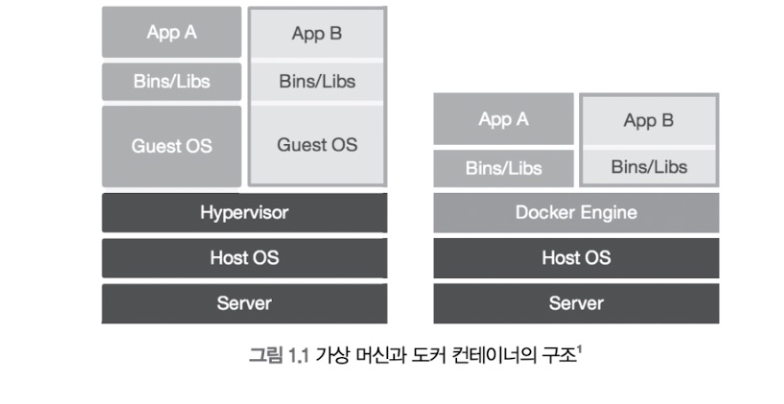 App A
App B
Bins/Libs
Bins/Libs
Guest OS
Guest OS
Hypervisor
Host OS
Server
App A
App B
Bins/Libs
Bins/Libs
Docker Engine
Host OS
Server
그림 1.1 가상 머신과 도커 컨테이너의 구조¹